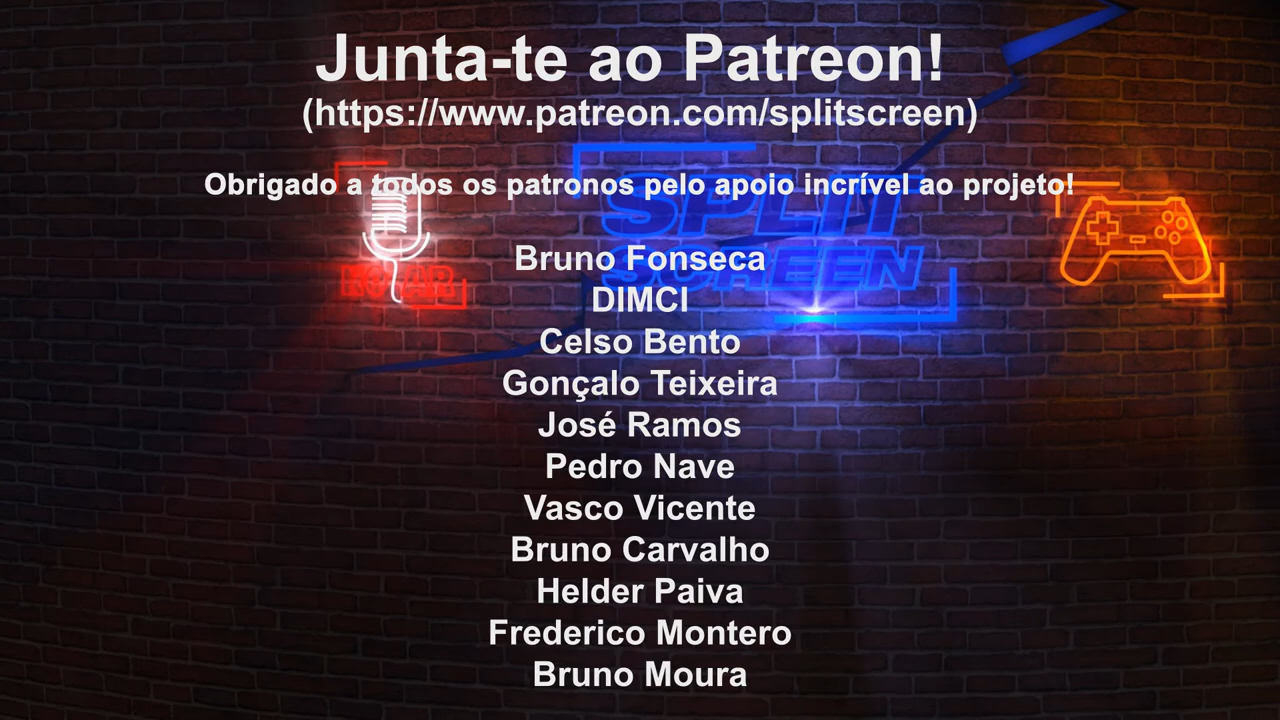 Junta-te ao Patreon!
(https://www.patreon.com/splitscreen)
Obrigado a todos os patronos pelo apoio incrível ao projeto!
SPLIT
SCREEN
Bruno Fonseca
DIMCI
Celso Bento
Gonçalo Teixeira
José Ramos
Pedro Nave
Vasco Vicente
Bruno Carvalho
Helder Paiva
Frederico Montero
Bruno Moura